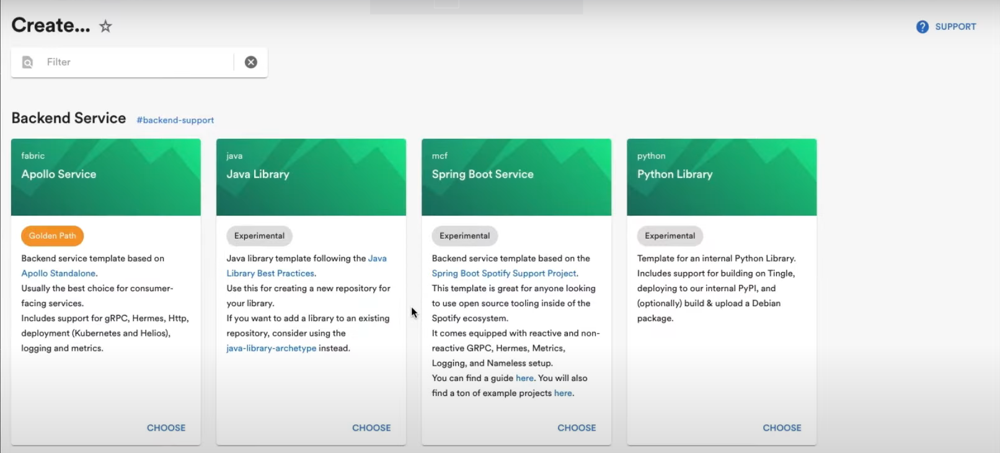 Create...
SUPPORT
Filter
Backend Service #backend-support
fabric
Apollo Service
Golden Path
Backend service template based on
Apollo Standalone.
Usually the best choice for consumer-
facing services.
Includes support for gRPC, Hermes, Http,
deployment (Kubernetes and Helios),
logging and metrics.
CHOOSE
java
Java Library
Experimental
Java library template following the Java
Library Best Practices.
Use this for creating a new repository for
your library.
If you want to add a library to an existing
repository, consider using the
java-library-archetype instead.
CHOOSE
mcf
Spring Boot Service
Experimental
Backend service template based on the
Spring Boot Spotify Support Project.
This template is great for anyone looking
to use open source tooling inside of the
Spotify ecosystem.
It comes equipped with reactive and non-
reactive GRPC, Hermes, Metrics,
Logging, and Nameless setup.
You can find a guide here. You will also
find a ton of example projects here.
CHOOSE
python
Python Library
Experimental
Template for an internal Python Library.
Includes support for building on Tingle,
deploying to our internal PyPI, and
(optionally) build & upload a Debian
package.
CHOOSE